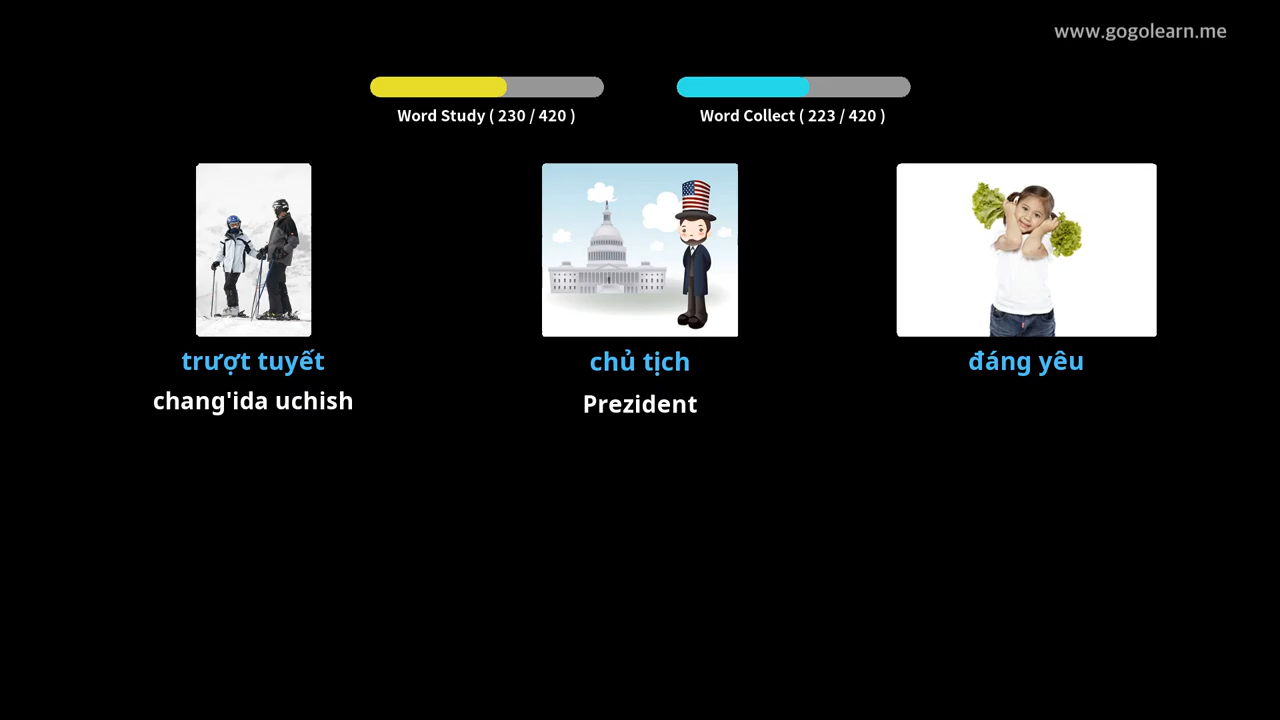 www.gogolearn.me
Word Study ( 230 / 420 )
Word Collect ( 223 / 420 )
trượt tuyết
chủ tịch
đáng yêu
chang'ida uchish
Prezident